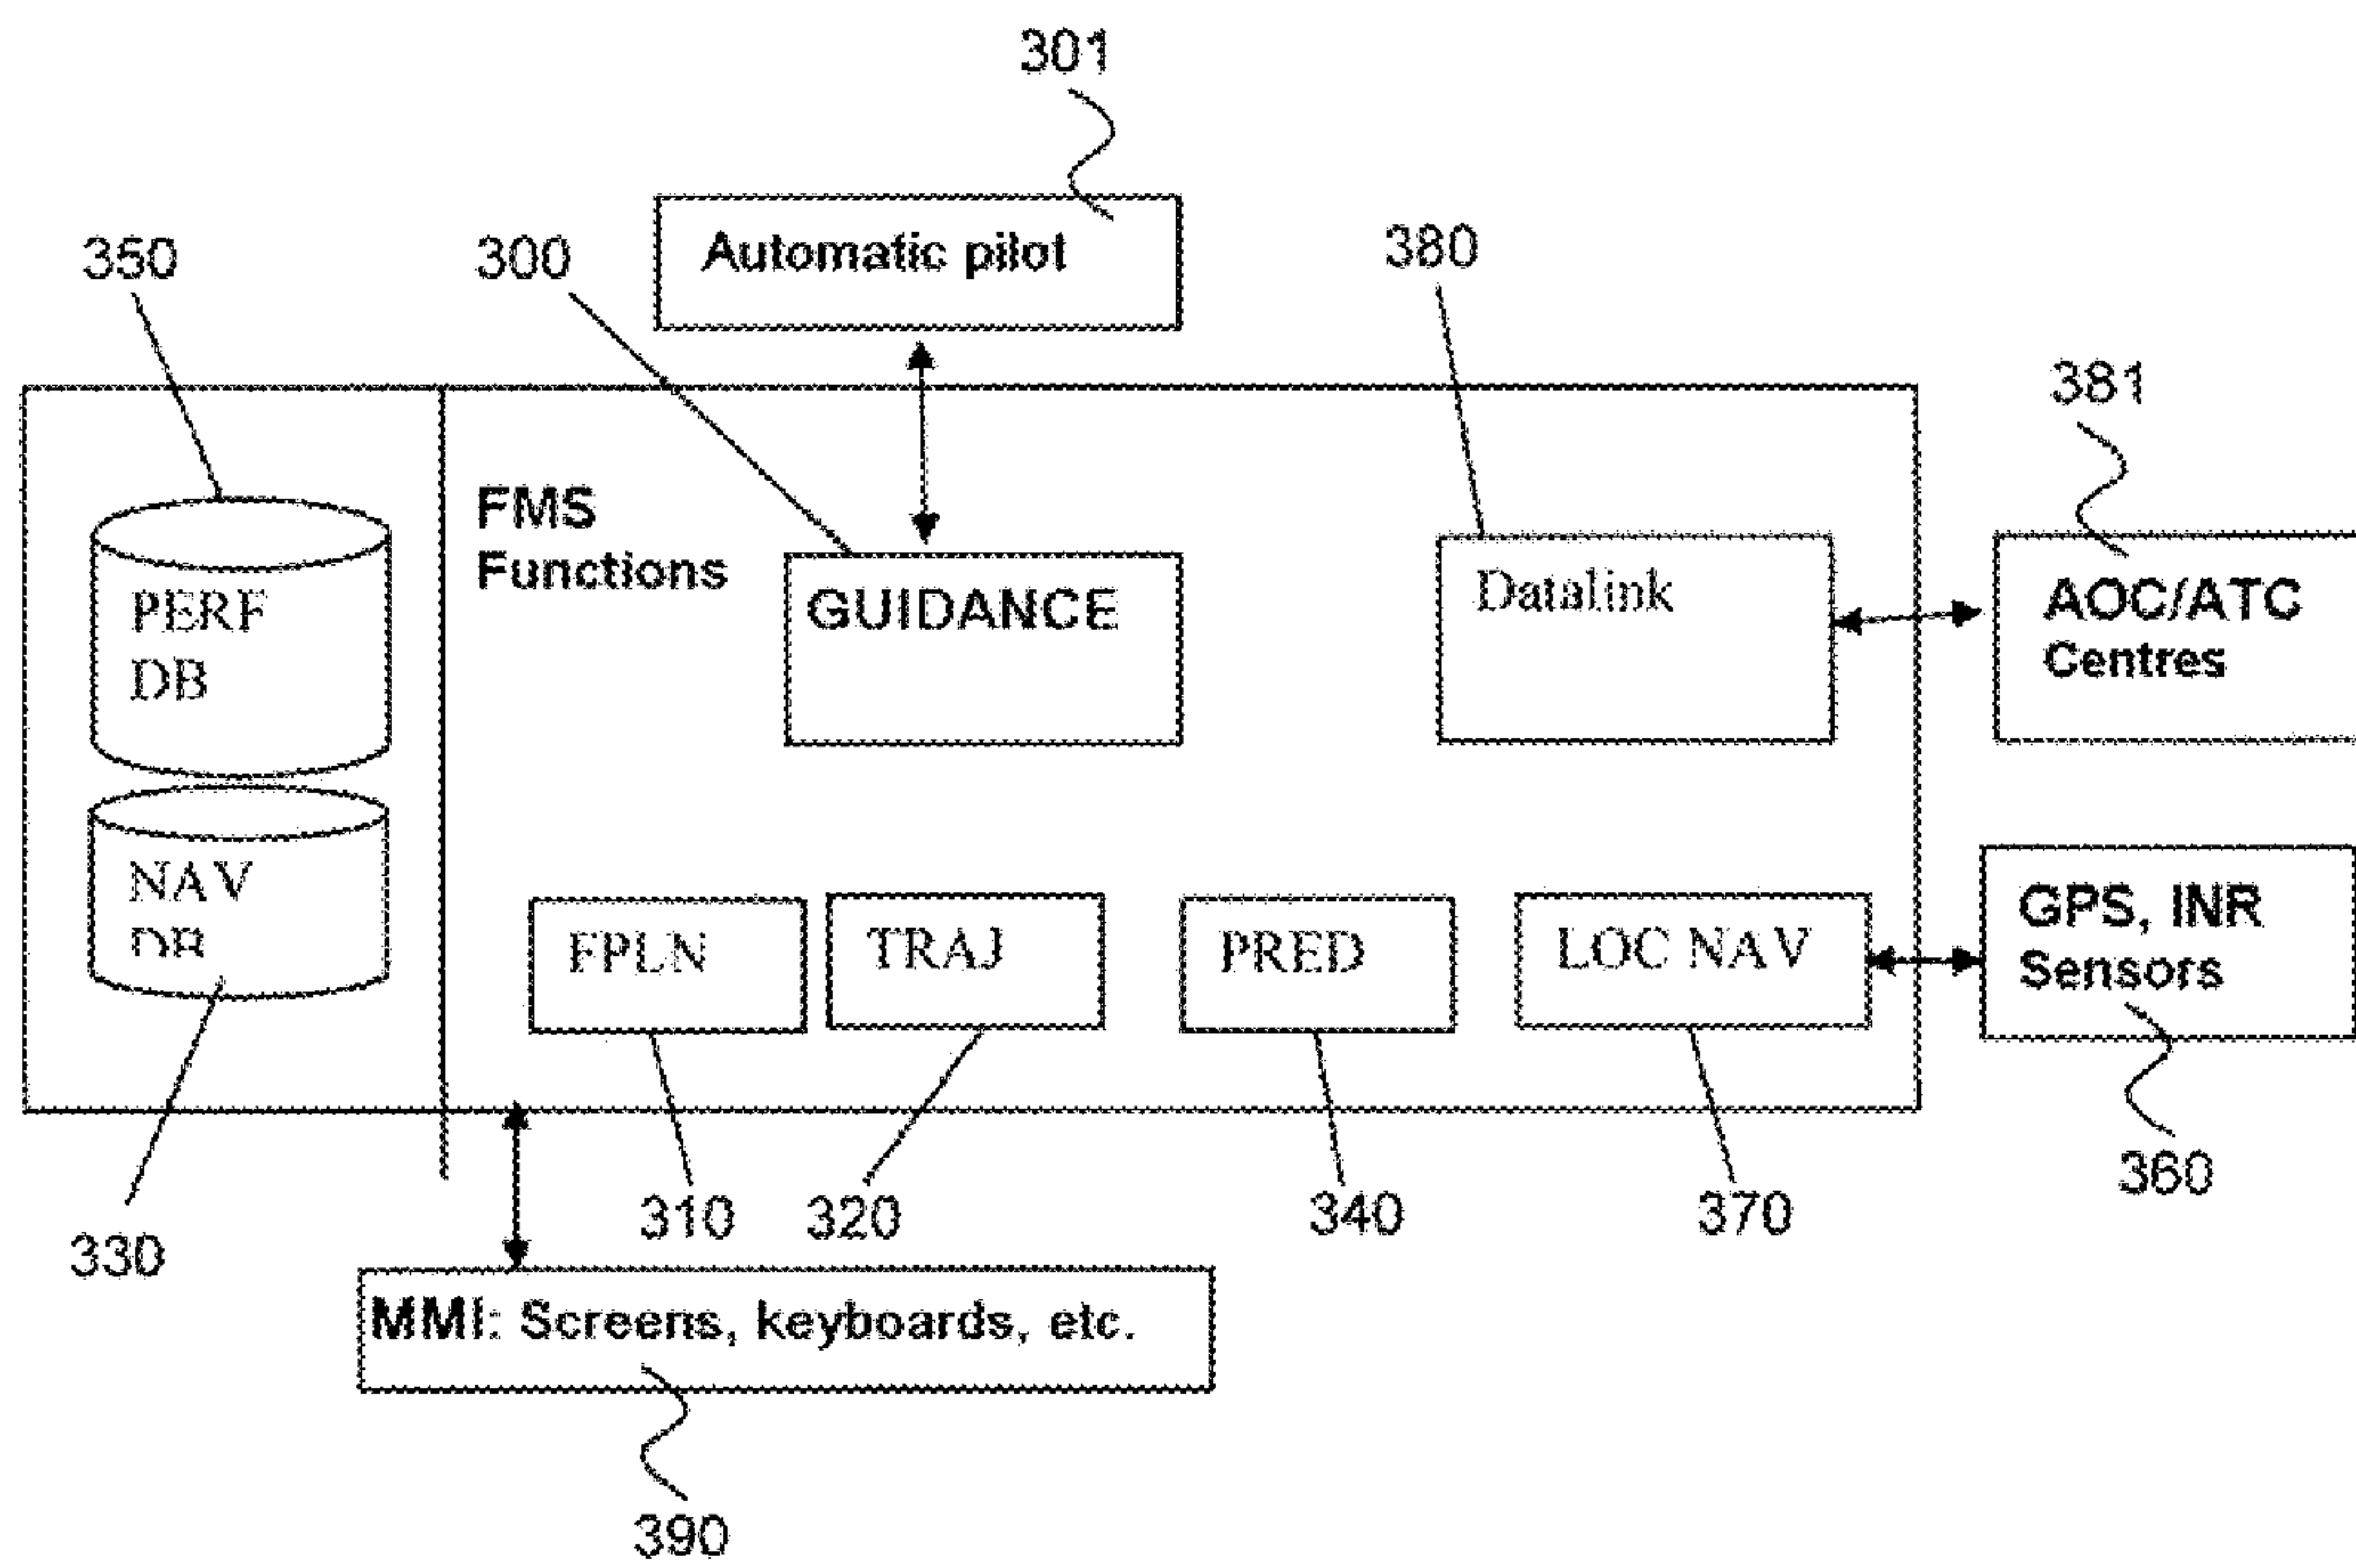 301
350
300
Automatic pilot
380
381
FMS
Functions
PERF
DB
GUIDANCE
Datalink
AOC/ATC
Centres
NAV
DB
FPLN
TRAJ
PRED
LOC NAV
GPS, INR
Sensors
310
320
340
370
360
330
MMI: Screens, keyboards, etc.
390